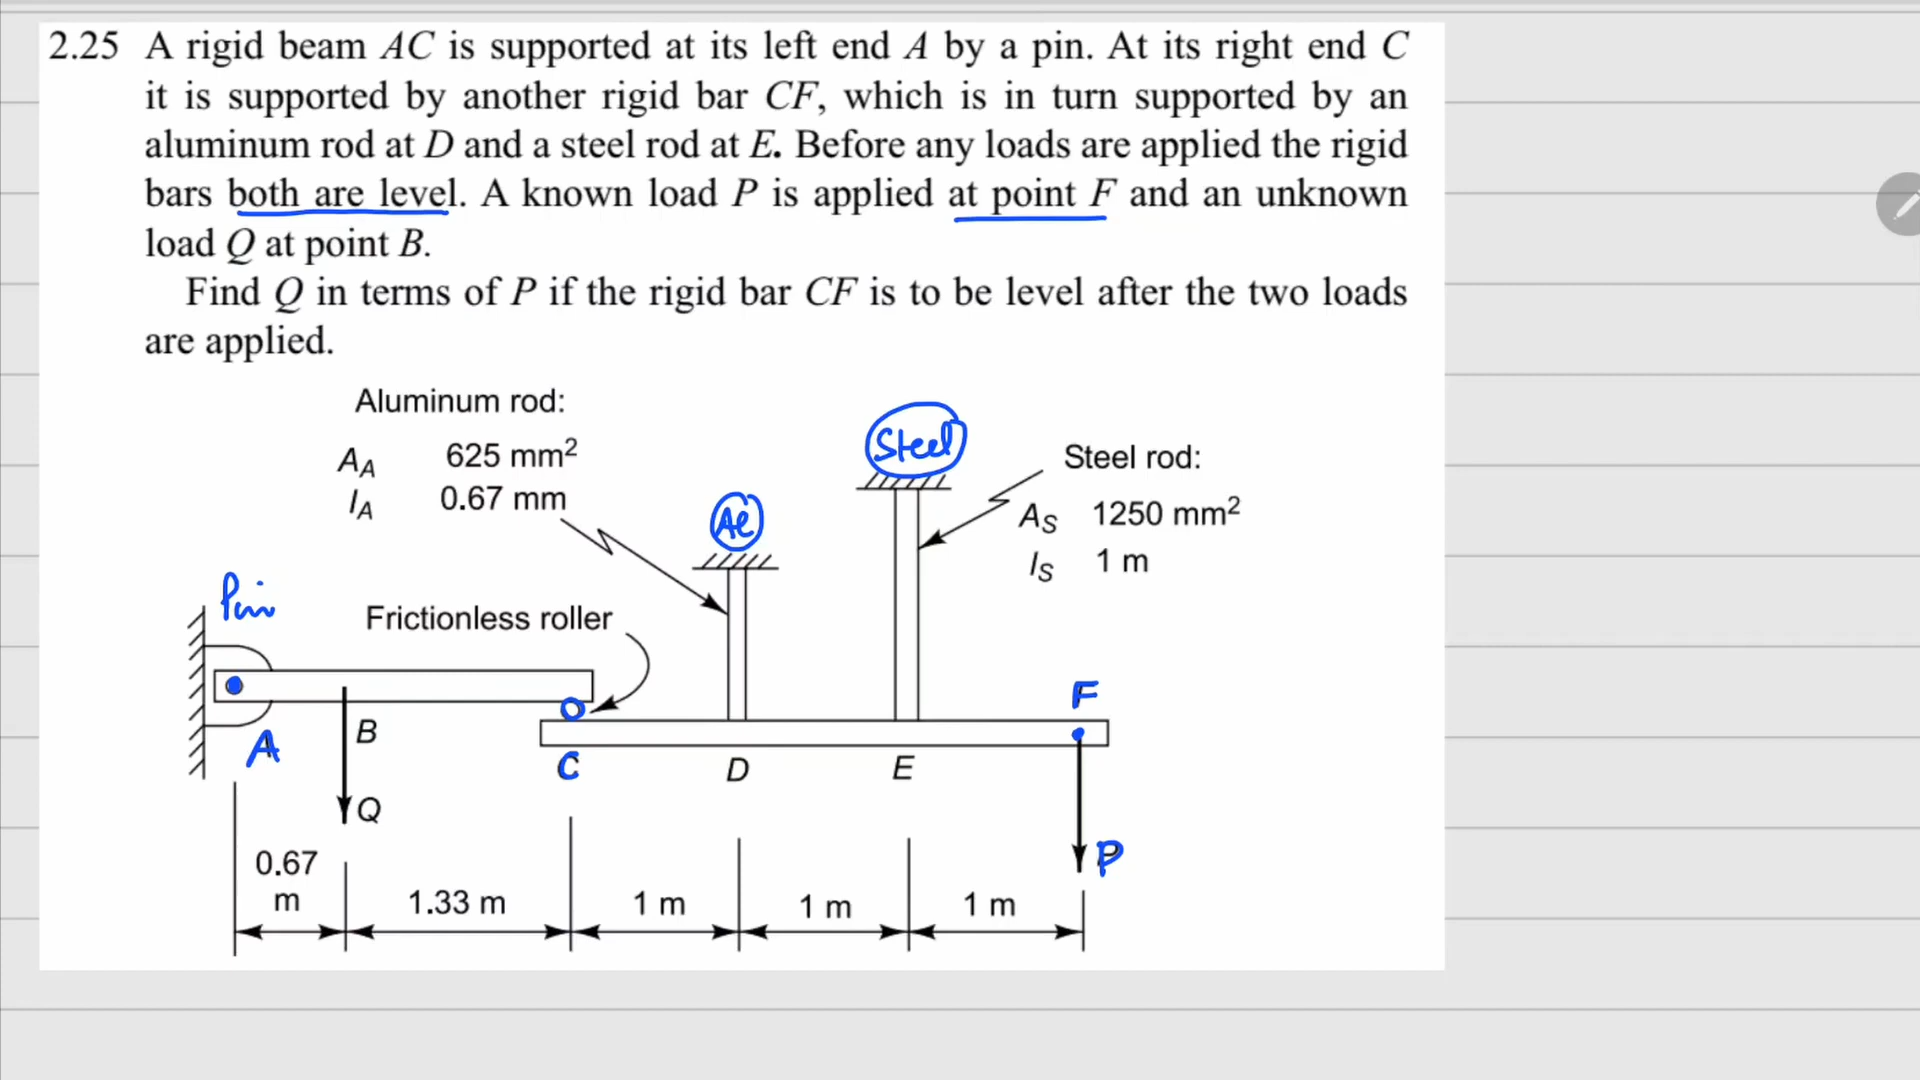 2.25 A rigid beam AC is supported at its left end A by a pin. At its right end C
it is supported by another rigid bar CF, which is in turn supported by an
aluminum rod at D and a steel rod at E. Before any loads are applied the rigid
bars both are level. A known load P is applied at point F and an unknown
load Q at point B.
Find Q in terms of P if the rigid bar CF is to be level after the two loads
are applied.
Aluminum rod:
A_A 625 mm²
l_A 0.67 mm
Steel
Steel rod:
A_S 1250 mm²
l_S 1 m
Al
Pin
Frictionless roller
F
A
B
C
D
E
Q
P
0.67
m
1.33 m
1 m
1 m
1 m